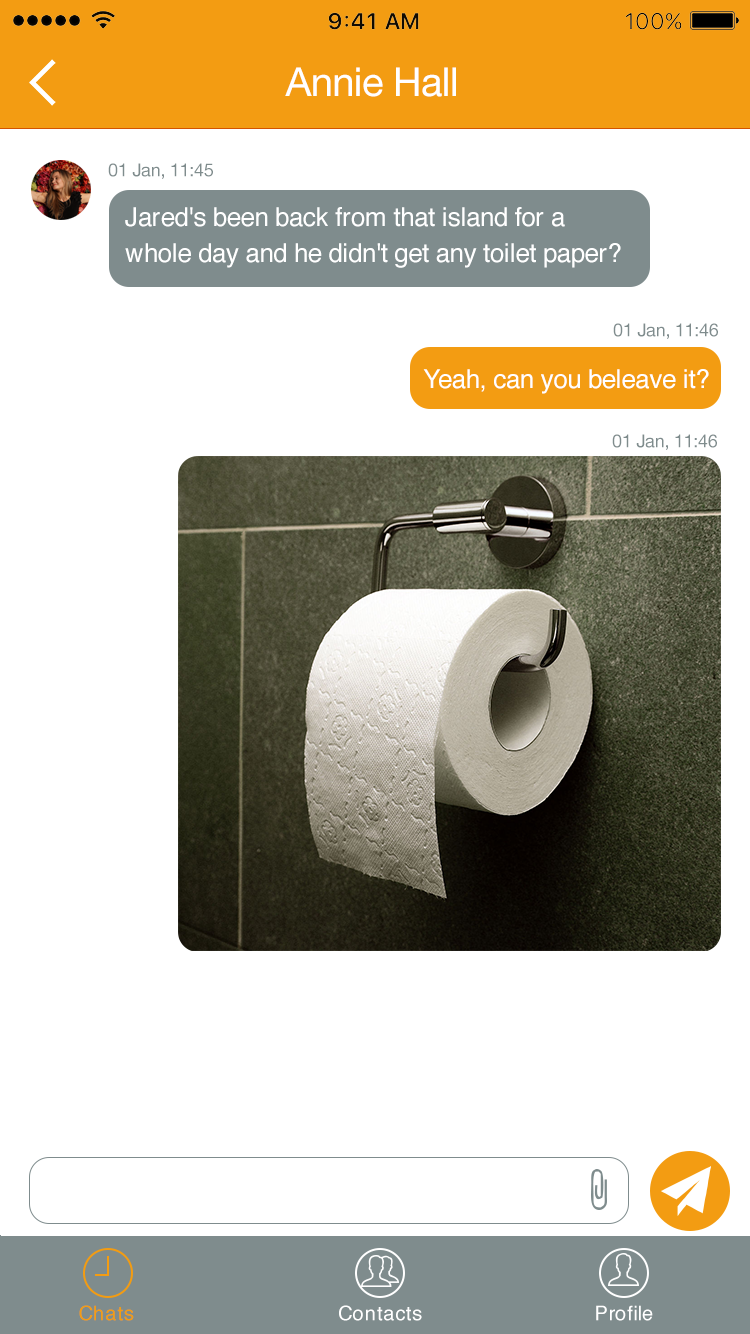 9:41 AM
100%
Annie Hall
01 Jan, 11:45
Jared's been back from that island for a
whole day and he didn't get any toilet paper?
01 Jan, 11:46
Yeah, can you beleave it?
01 Jan, 11:46
Chats
Contacts
Profile